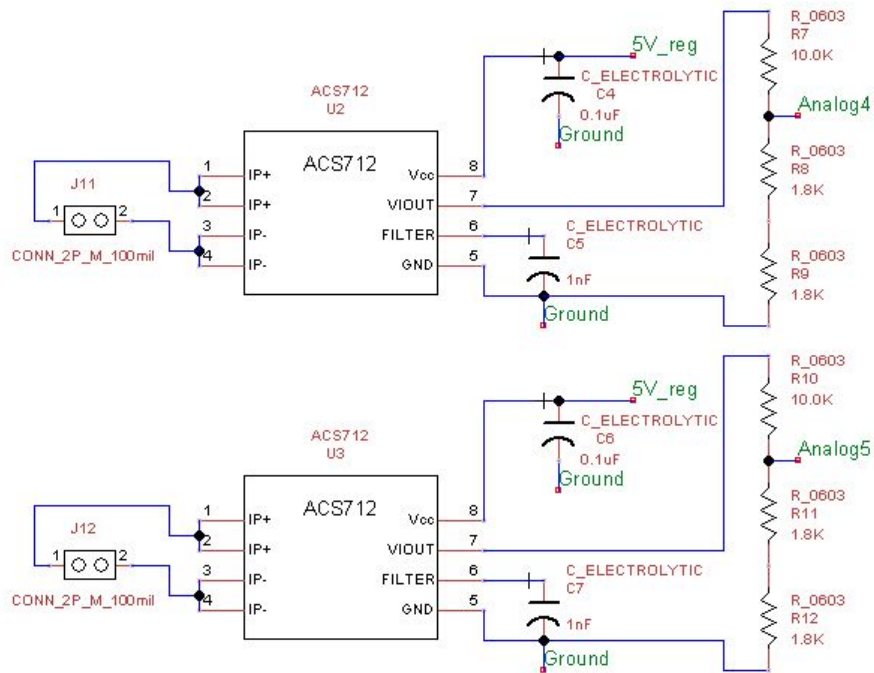 R_0603
R7
10.0K
5V_reg
C_ELECTROLYTIC
C4
0.1uF
Ground
Analog4
ACS712
U2
ACS712
1 IP+
2 IP+
3 IP-
4 IP-
Vcc 8
VIOUT 7
FILTER 6
GND 5
J11
1 2
CONN_2P_M_100mil
R_0603
R8
1.8K
C_ELECTROLYTIC
C5
1nF
Ground
R_0603
R9
1.8K
R_0603
R10
10.0K
5V_reg
C_ELECTROLYTIC
C6
0.1uF
Ground
Analog5
ACS712
U3
ACS712
1 IP+
2 IP+
3 IP-
4 IP-
Vcc 8
VIOUT 7
FILTER 6
GND 5
J12
1 2
CONN_2P_M_100mil
R_0603
R11
1.8K
C_ELECTROLYTIC
C7
1nF
Ground
R_0603
R12
1.8K